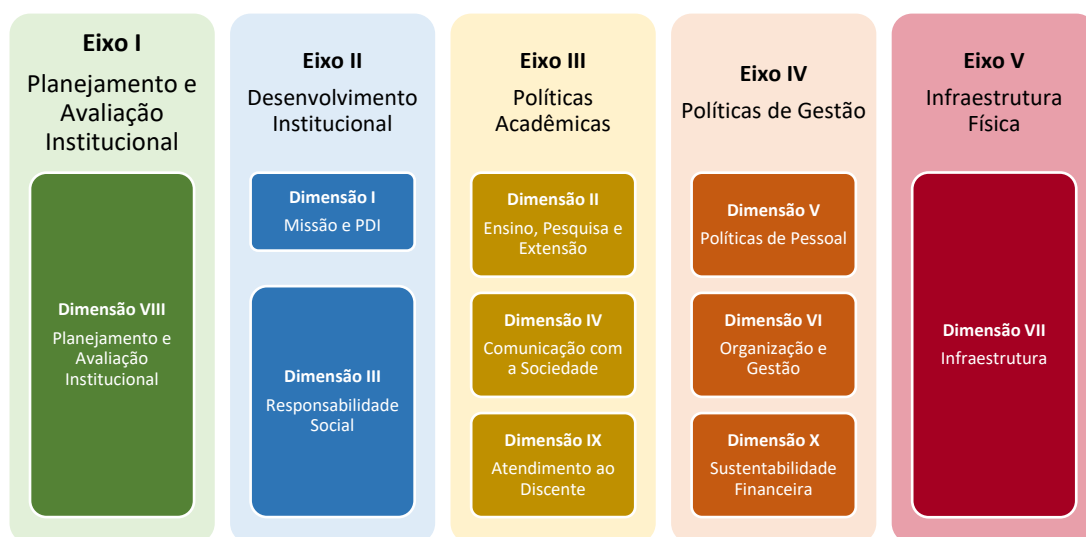 Eixo I
Planejamento e
Avaliação
Institucional
Dimensão VIII
Planejamento e
Avaliação
Institucional
Eixo II
Desenvolvimento
Institucional
Dimensão I
Missão e PDI
Dimensão III
Responsabilidade
Social
Eixo III
Políticas
Acadêmicas
Dimensão II
Ensino, Pesquisa e
Extensão
Dimensão IV
Comunicação com
a Sociedade
Dimensão IX
Atendimento ao
Discente
Eixo IV
Políticas de Gestão
Dimensão V
Políticas de Pessoal
Dimensão VI
Organização e
Gestão
Dimensão X
Sustentabilidade
Financeira
Eixo V
Infraestrutura
Física
Dimensão VII
Infraestrutura